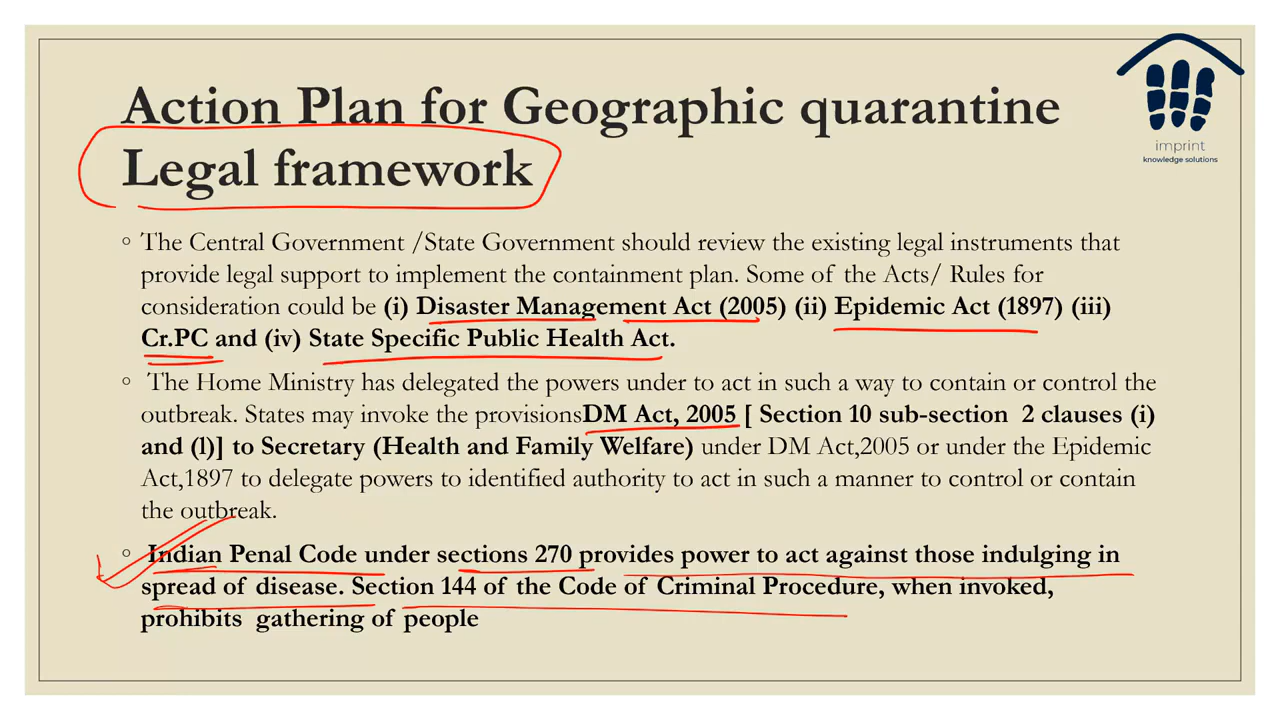 Action Plan for Geographic quarantine
Legal framework
imprint
knowledge solutions
◦ The Central Government /State Government should review the existing legal instruments that
provide legal support to implement the containment plan. Some of the Acts/ Rules for
consideration could be (i) Disaster Management Act (2005) (ii) Epidemic Act (1897) (iii)
Cr.PC and (iv) State Specific Public Health Act.
◦ The Home Ministry has delegated the powers under to act in such a way to contain or control the
outbreak. States may invoke the provisionsDM Act, 2005 [ Section 10 sub-section 2 clauses (i)
and (l)] to Secretary (Health and Family Welfare) under DM Act,2005 or under the Epidemic
Act,1897 to delegate powers to identified authority to act in such a manner to control or contain
the outbreak.
◦ Indian Penal Code under sections 270 provides power to act against those indulging in
spread of disease. Section 144 of the Code of Criminal Procedure, when invoked,
prohibits gathering of people